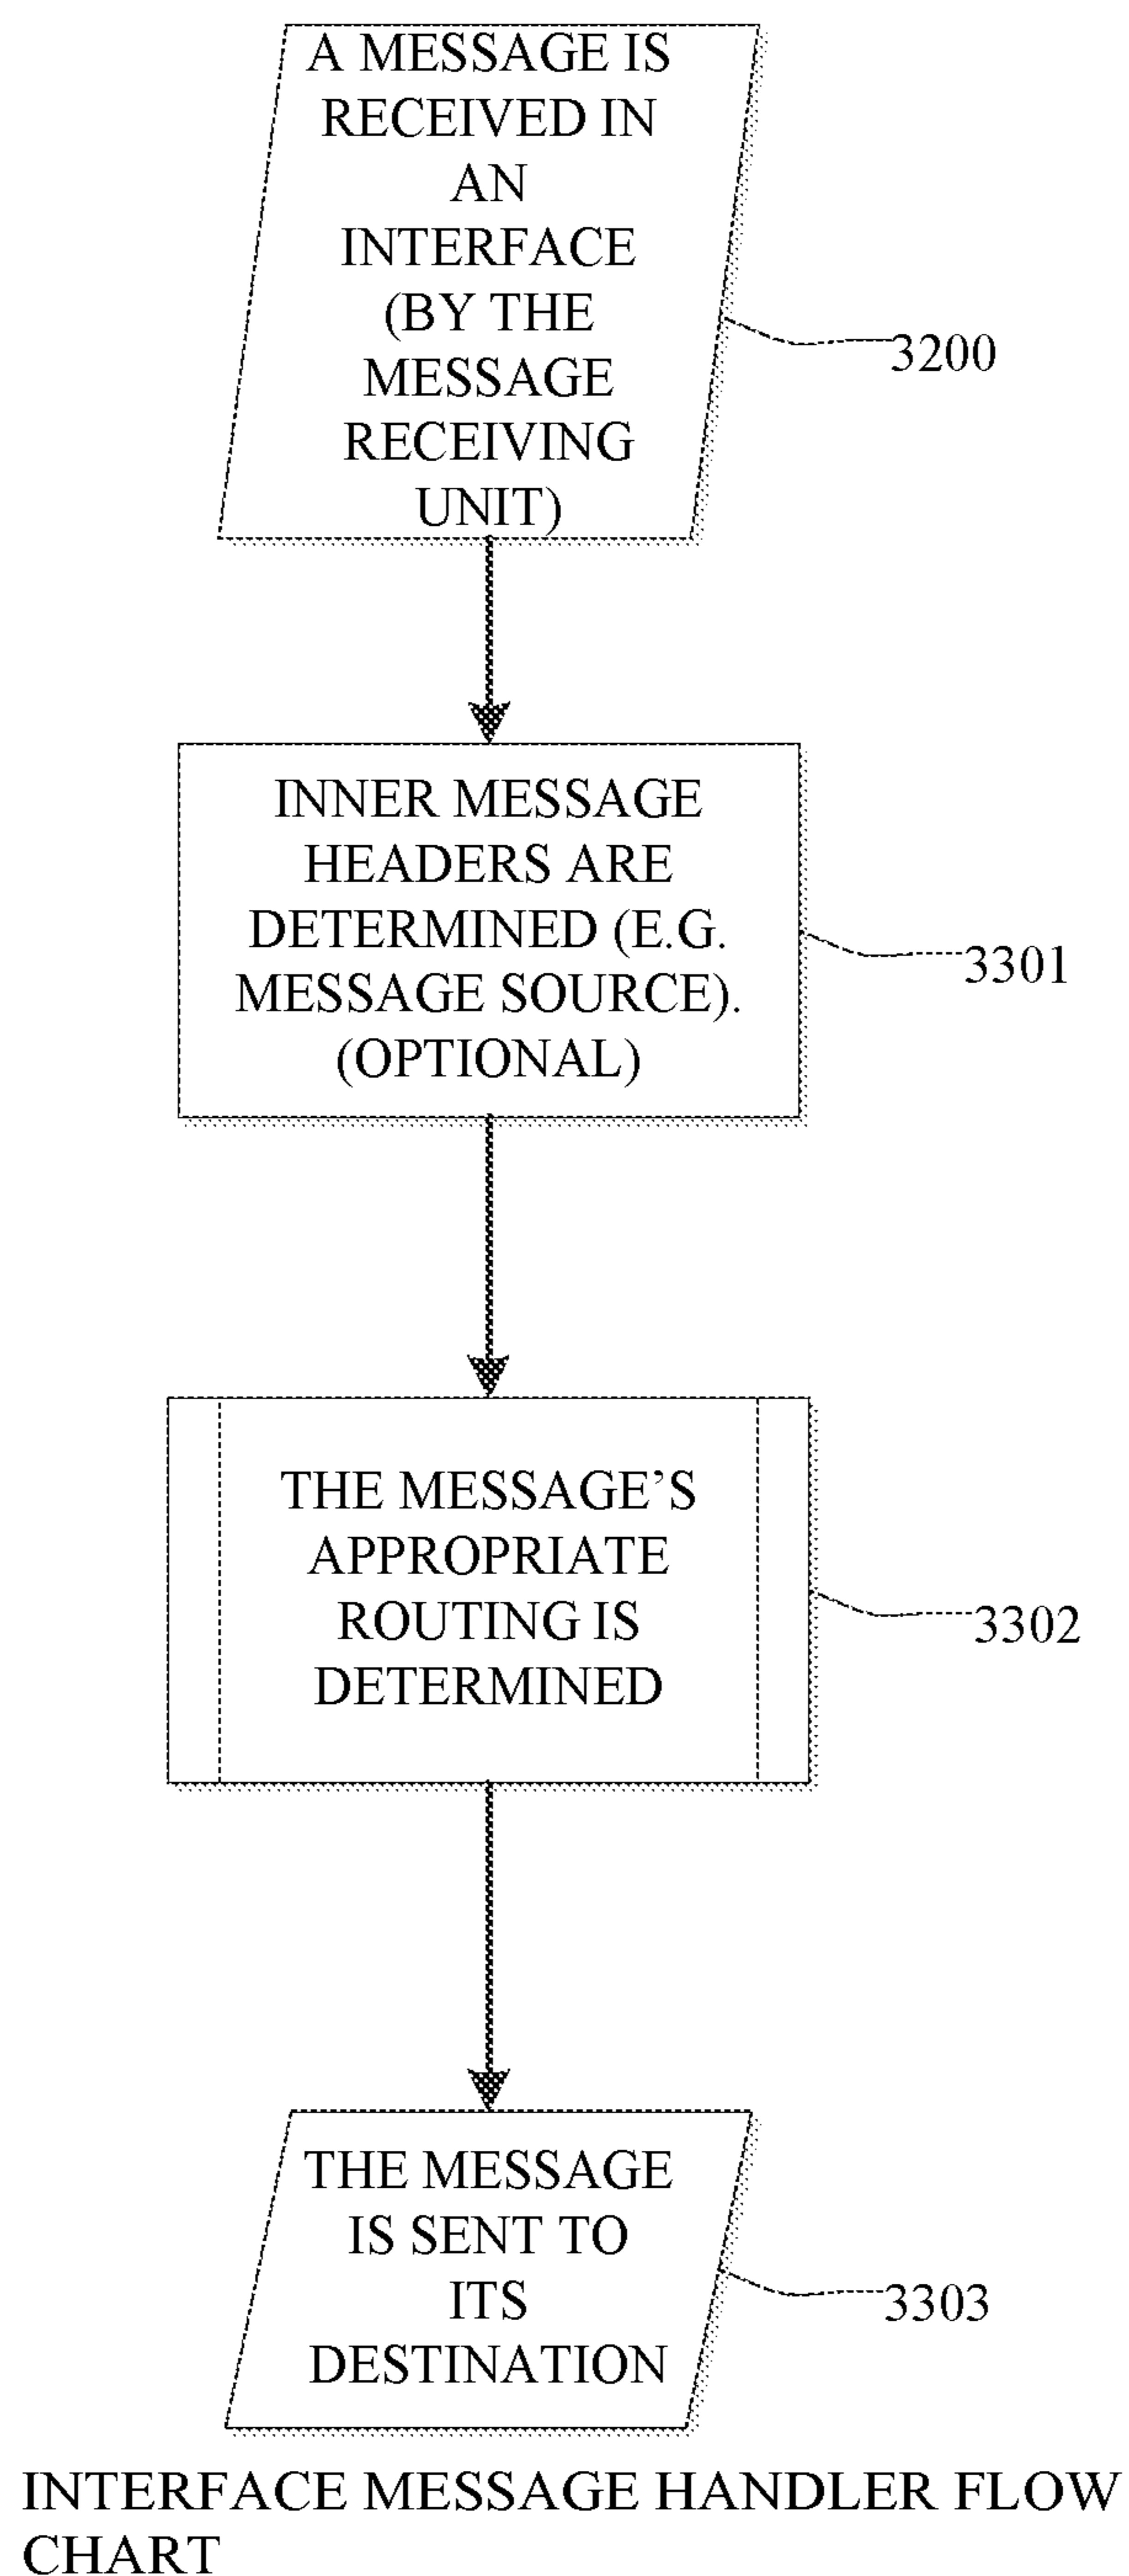 A MESSAGE IS
RECEIVED IN
AN
INTERFACE
(BY THE
MESSAGE
RECEIVING
UNIT)
3200
INNER MESSAGE
HEADERS ARE
DETERMINED (E.G.
MESSAGE SOURCE).
(OPTIONAL)
3301
THE MESSAGE’S
APPROPRIATE
ROUTING IS
DETERMINED
3302
THE MESSAGE
IS SENT TO
ITS
DESTINATION
3303
INTERFACE MESSAGE HANDLER FLOW
CHART